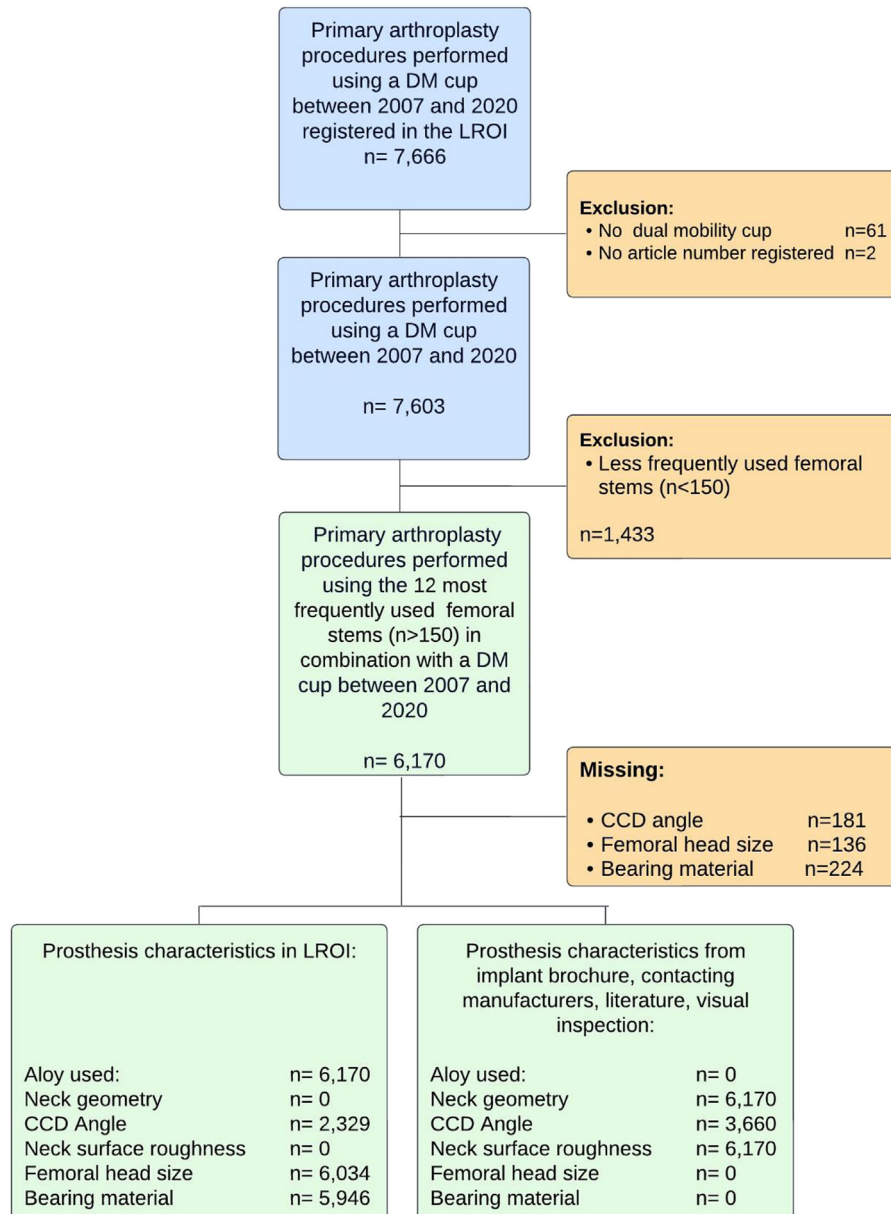 Primary arthroplasty
procedures performed
using a DM cup
between 2007 and 2020
registered in the LROI
n= 7,666
Exclusion:
• No dual mobility cup n=61
• No article number registered n=2
Primary arthroplasty
procedures performed
using a DM cup
between 2007 and 2020
n= 7,603
Exclusion:
• Less frequently used femoral
stems (n<150)
n=1,433
Primary arthroplasty
procedures performed
using the 12 most
frequently used femoral
stems (n>150) in
combination with a DM
cup between 2007 and
2020
n= 6,170
Missing:
• CCD angle n=181
• Femoral head size n=136
• Bearing material n=224
Prosthesis characteristics in LROI:
Aloy used: n= 6,170
Neck geometry n= 0
CCD Angle n= 2,329
Neck surface roughness n= 0
Femoral head size n= 6,034
Bearing material n= 5,946
Prosthesis characteristics from
implant brochure, contacting
manufacturers, literature, visual
inspection:
Aloy used: n= 0
Neck geometry n= 6,170
CCD Angle n= 3,660
Neck surface roughness n= 6,170
Femoral head size n= 0
Bearing material n= 0